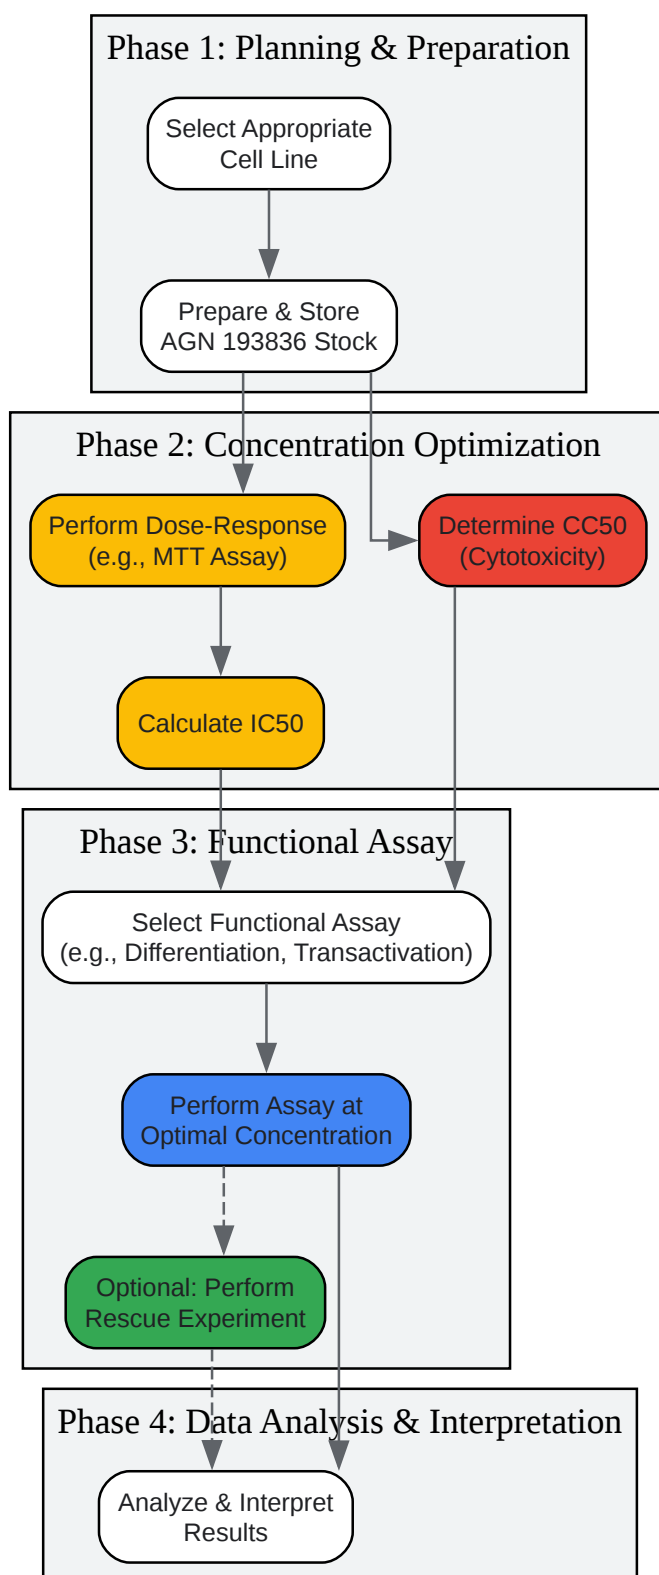 Phase 1: Planning & Preparation
Select Appropriate
Cell Line
Prepare & Store
AGN 193836 Stock
Phase 2: Concentration Optimization
Perform Dose-Response
(e.g., MTT Assay)
Determine CC50
(Cytotoxicity)
Calculate IC50
Phase 3: Functional Assay
Select Functional Assay
(e.g., Differentiation, Transactivation)
Perform Assay at
Optimal Concentration
Optional: Perform
Rescue Experiment
Phase 4: Data Analysis & Interpretation
Analyze & Interpret
Results